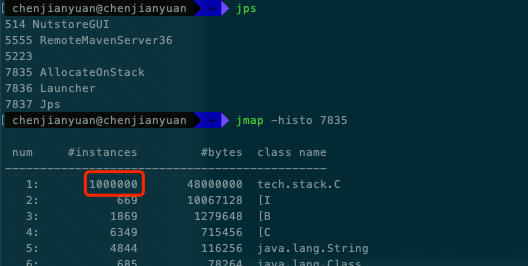 chenjianyuan@chenjianyuan ~ jps
514 NutstoreGUI
5555 RemoteMavenServer36
5223
7835 AllocateOnStack
7836 Launcher
7837 Jps
chenjianyuan@chenjianyuan ~ jmap -histo 7835
num #instances #bytes class name
----------------------------------------------
1: 1000000 48000000 tech.stack.C
2: 669 10067128 [I
3: 1869 1279648 [B
4: 6349 715456 [C
5: 4844 116256 java.lang.String
6: 685 78264 java.lang.Class